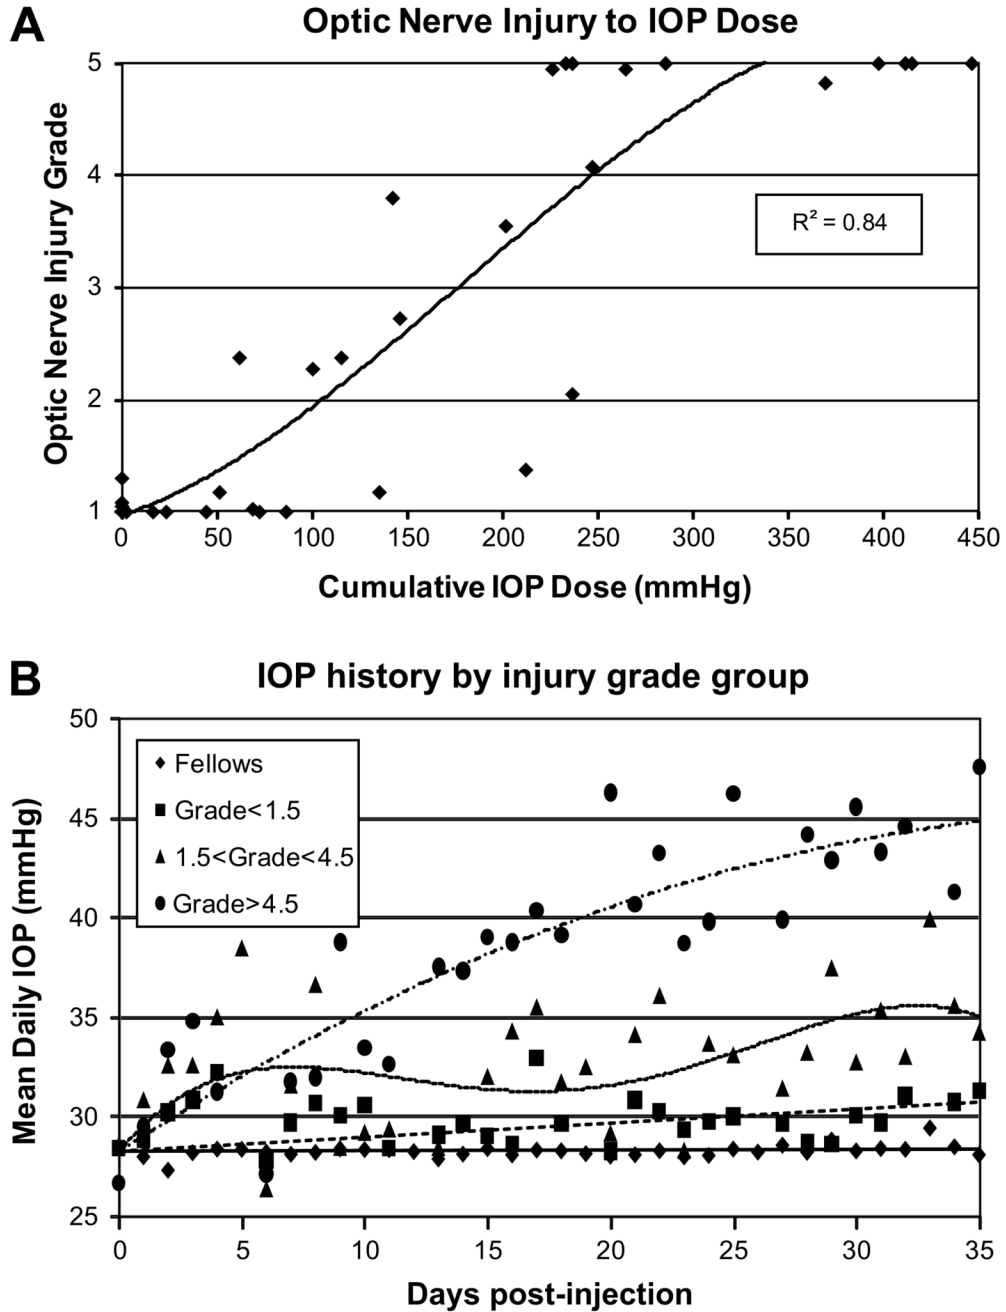 A
Optic Nerve Injury to IOP Dose
Optic Nerve Injury Grade
5
4
3
2
1
R² = 0.84
0 50 100 150 200 250 300 350 400 450
Cumulative IOP Dose (mmHg)
B
IOP history by injury grade group
Mean Daily IOP (mmHg)
50
45
40
35
30
25
Fellows
Grade<1.5
1.5<Grade<4.5
Grade>4.5
0 5 10 15 20 25 30 35
Days post-injection